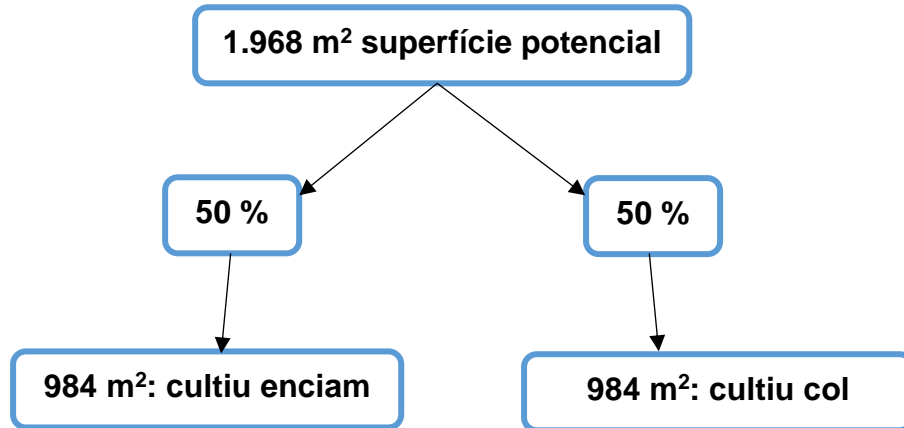 1.968 m² superfície potencial
50 %
50 %
984 m²: cultiu enciam
984 m²: cultiu col